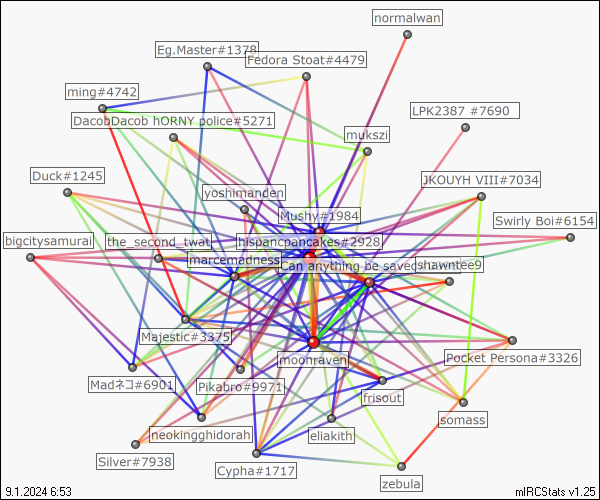 normalwan
Eg.Master#1378
Fedora Stoat#4479
ming#4742
LPK2387 #7690
DacobDacob hORNY police#5271
mukszi
Duck#1245
JKOUYH VIII#7034
yoshimanden
Mushy#1984
Swirly Boi#6154
bigcitysamurai
the_second_twat
hispancpancakes#2928
marcemadness
Can anything be saved
shawntee9
Majestic#3375
moonraven
Pocket Persona#3326
Madネコ#6901
Pikabro#9971
frisout
somass
neokingghidorah
eliakith
Silver#7938
Cypha#1717
zebula
9.1.2024 6:53
mIRCStats v1.25